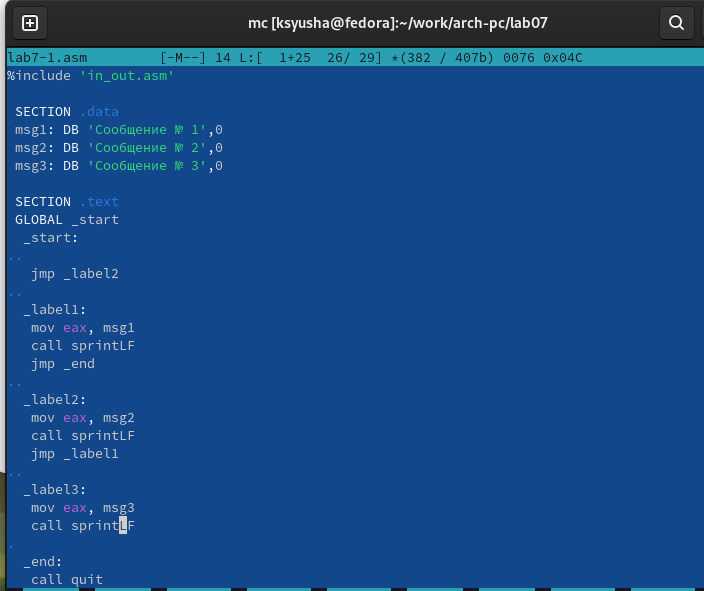 mc [ksyusha@fedora]:~/work/arch-pc/lab07
lab7-1.asm [-M--] 14 L:[ 1+25 26/ 29] *(382 / 407b) 0076 0x04C
%include 'in_out.asm'
SECTION .data
msg1: DB 'Сообщение № 1',0
msg2: DB 'Сообщение № 2',0
msg3: DB 'Сообщение № 3',0
SECTION .text
GLOBAL _start
_start:
..
jmp _label2
..
_label1:
mov eax, msg1
call sprintLF
jmp _end
..
_label2:
mov eax, msg2
call sprintLF
jmp _label1
..
_label3:
mov eax, msg3
call sprintLF
.
_end:
call quit